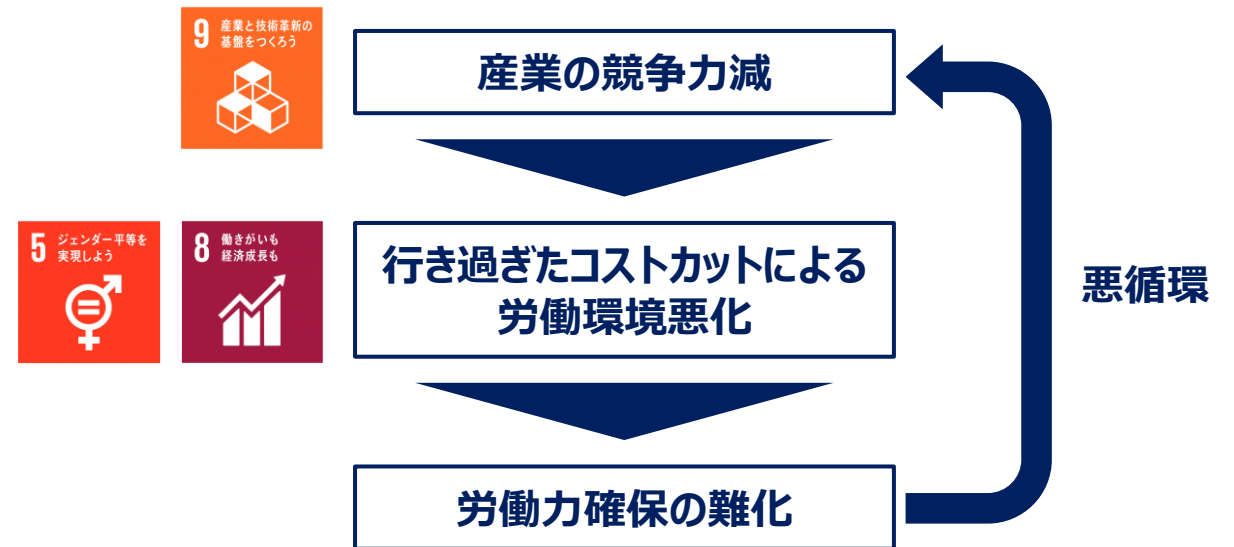 9 産業と技術革新の
基盤をつくろう
産業の競争力減
5 ジェンダー平等を
実現しよう
8 働きがいも
経済成長も
行き過ぎたコストカットによる
労働環境悪化
悪循環
労働力確保の難化